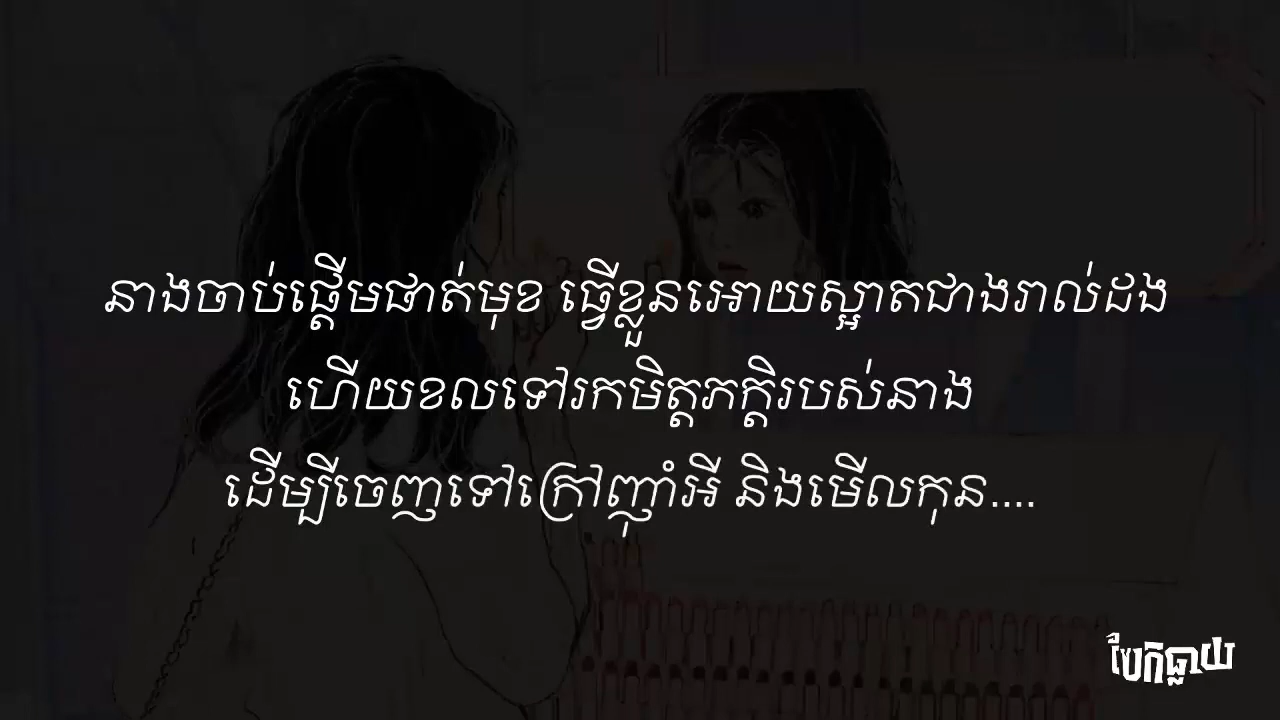 នាងចាប់ផ្ដើមផាត់មុខ ធ្វើខ្លួនអោយស្អាតជាងរាល់ដង
ហើយខលទៅរកមិត្តភក្ដិរបស់នាង
ដើម្បីចេញទៅក្រៅញ៉ាំអី និងមើលកុន....
បែកធ្លាយ